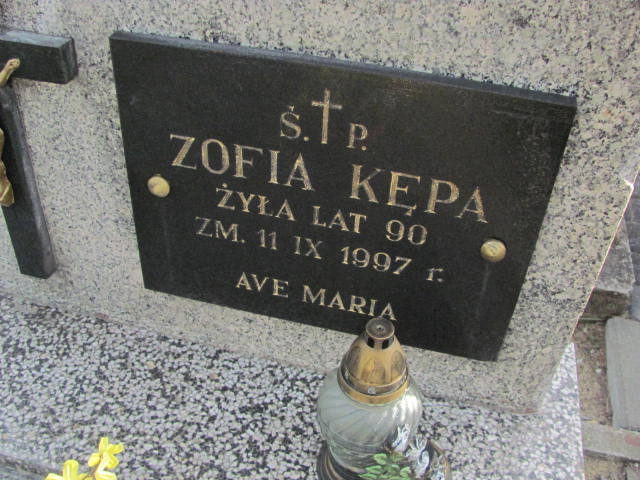 Ś. P.
ZOFIA KĘPA
ŻYŁA LAT 90
ZM. 11 IX 1997 r.
AVE MARIA